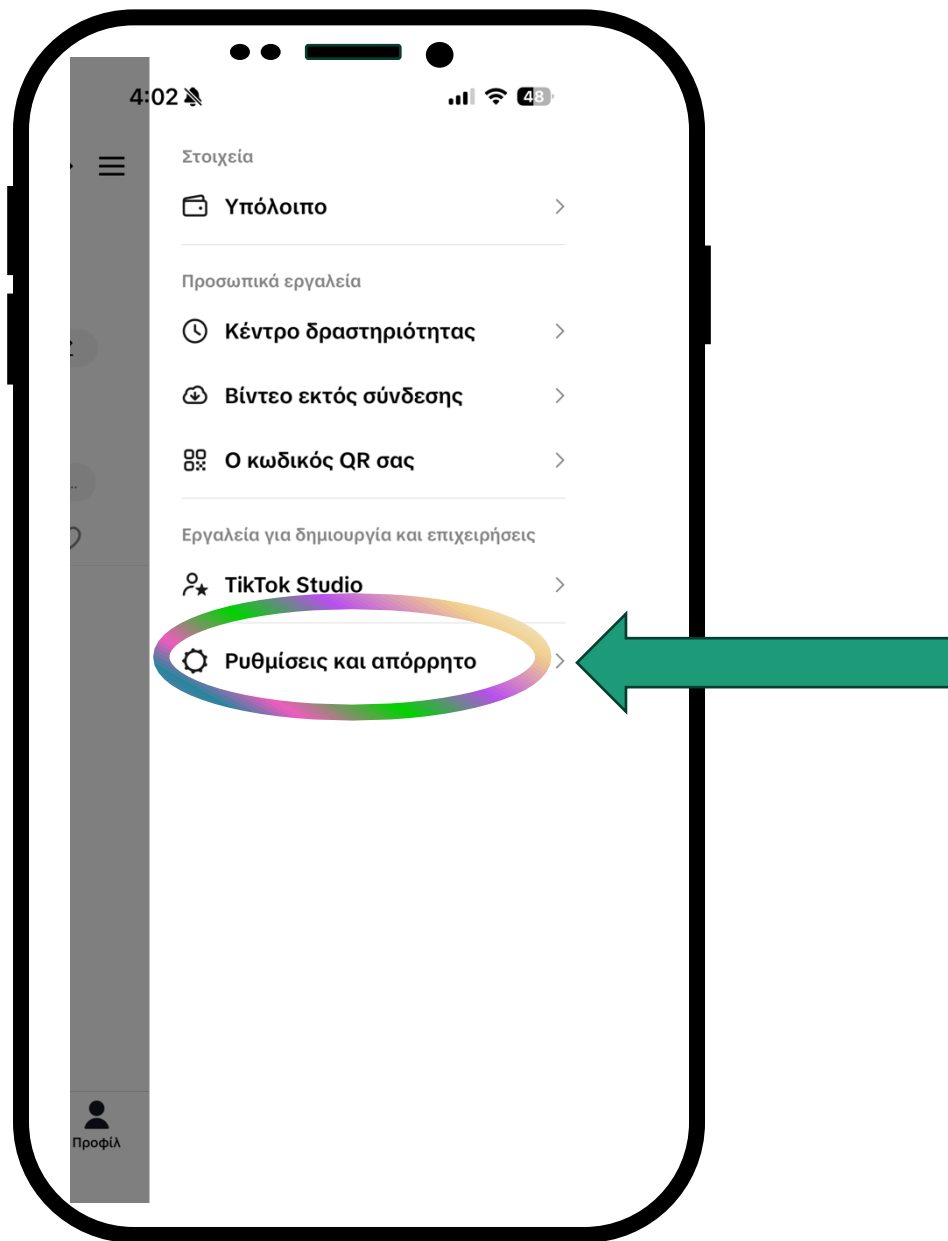 4:02
48
Στοιχεία
Υπόλοιπο
Προσωπικά εργαλεία
Κέντρο δραστηριότητας
Βίντεο εκτός σύνδεσης
Ο κωδικός QR σας
Εργαλεία για δημιουργία και επιχειρήσεις
TikTok Studio
Ρυθμίσεις και απόρρητο
Προφίλ